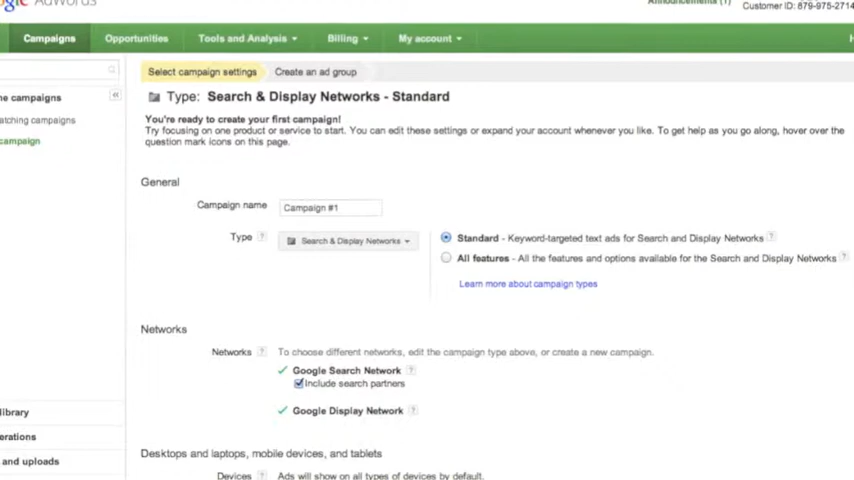 AdWords
Announcements (1)
Customer ID: 879-975-2714
Campaigns
Opportunities
Tools and Analysis
Billing
My account
H
Select campaign settings
Create an ad group
Type: Search & Display Networks - Standard
ne campaigns
atching campaigns
campaign
You're ready to create your first campaign!
Try focusing on one product or service to start. You can edit these settings or expand your account whenever you like. To get help as you go along, hover over the
question mark icons on this page.
General
Campaign name
Campaign #1
Type ?
Search & Display Networks
Standard - Keyword-targeted text ads for Search and Display Networks ?
All features - All the features and options available for the Search and Display Networks ?
Learn more about campaign types
Networks
Networks ? To choose different networks, edit the campaign type above, or create a new campaign.
Google Search Network ?
Include search partners
Google Display Network ?
library
erations
and uploads
Desktops and laptops, mobile devices, and tablets
Devices ? Ads will show on all types of devices by default.